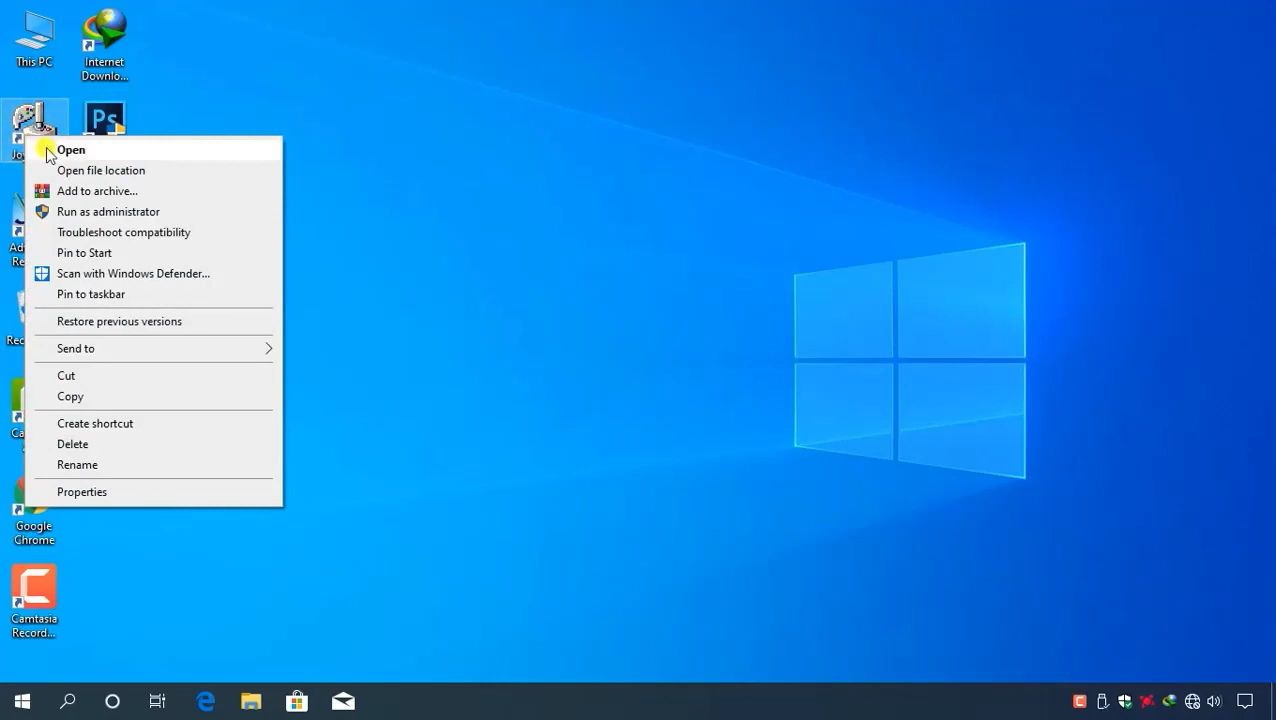 This PC
Internet
Downlo...
Ps
Open
Open file location
Add to archive...
Run as administrator
Troubleshoot compatibility
Pin to Start
Scan with Windows Defender...
Pin to taskbar
Restore previous versions
Send to
Cut
Copy
Create shortcut
Delete
Rename
Properties
Google
Chrome
Camtasia
Record...